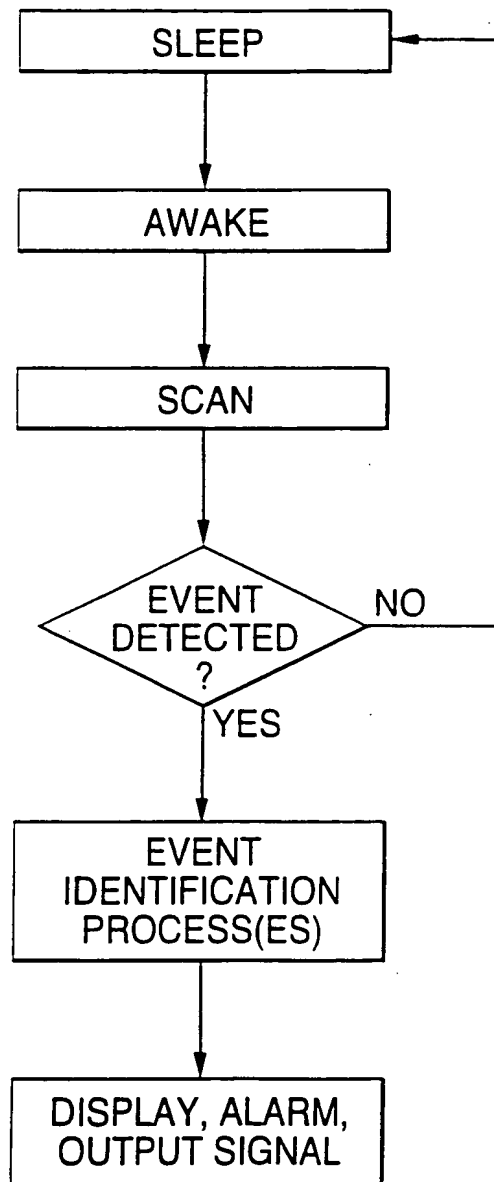 SLEEP
AWAKE
SCAN
EVENT
DETECTED
?
NO
YES
EVENT
IDENTIFICATION
PROCESS(ES)
DISPLAY, ALARM,
OUTPUT SIGNAL